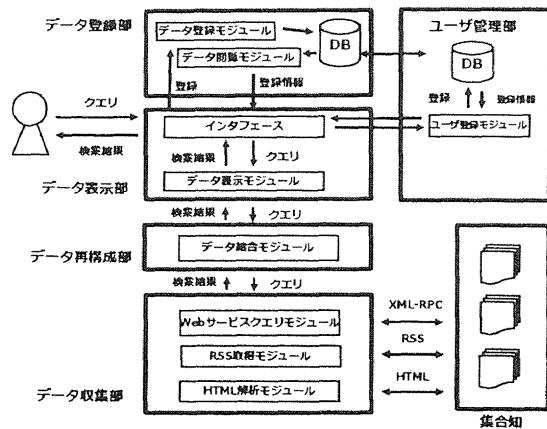 データ登録部
データ登録モジュール
データ閲覧モジュール
DB
登録
登録情報
ユーザ管理部
DB
登録
登録情報
ユーザ登録モジュール
クエリ
検索結果
インタフェース
検索結果
クエリ
データ表示モジュール
データ表示部
検索結果
クエリ
データ結合モジュール
データ再構成部
検索結果
クエリ
Webサービスクエリモジュール
RSS取得モジュール
HTML解析モジュール
データ収集部
XML-RPC
RSS
HTML
集合知